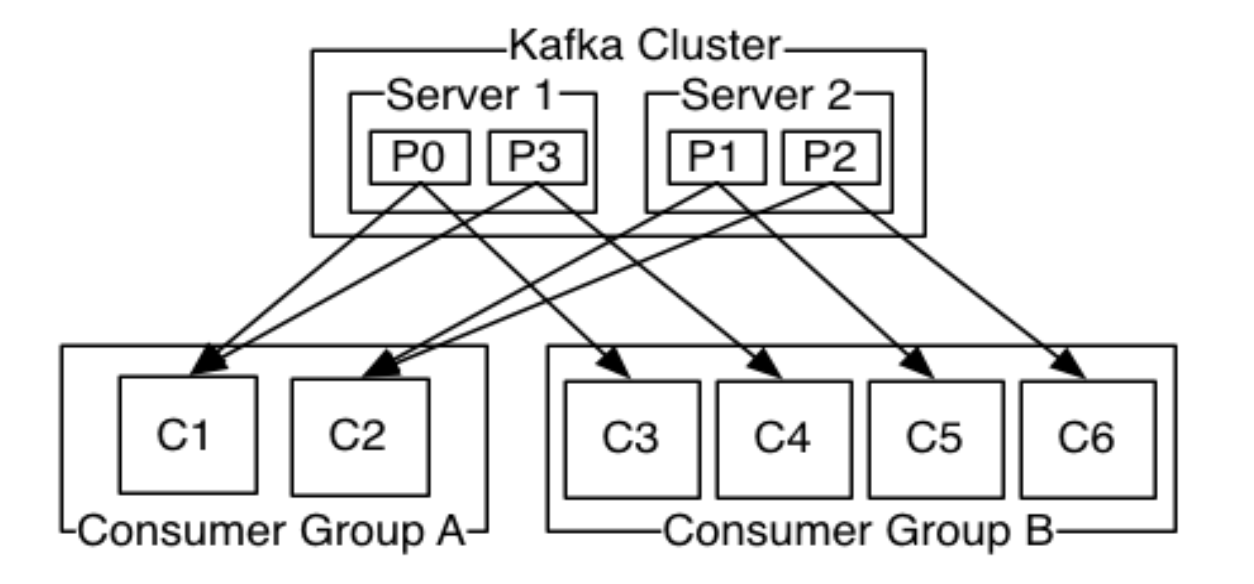 Kafka Cluster
Server 1 Server 2
P0 P3 P1 P2
C1 C2 C3 C4 C5 C6
Consumer Group A Consumer Group B